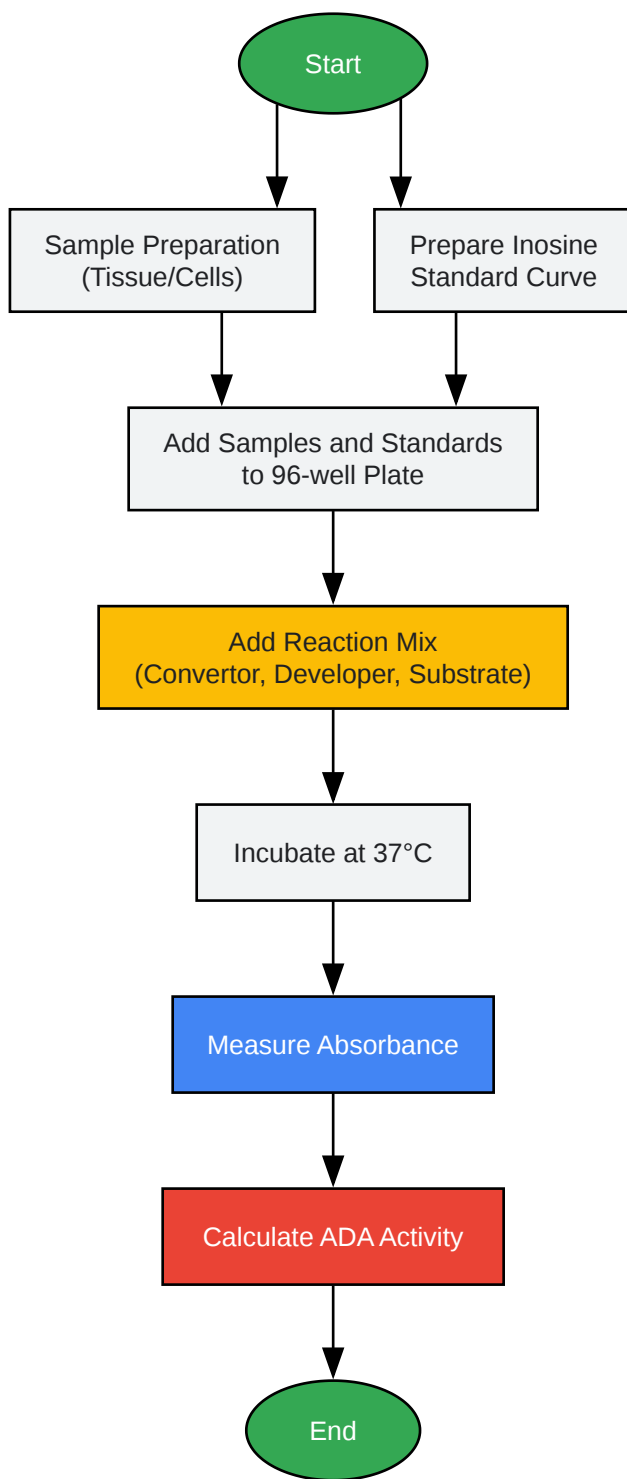 Start
Sample Preparation
(Tissue/Cells)
Prepare Inosine
Standard Curve
Add Samples and Standards
to 96-well Plate
Add Reaction Mix
(Convertor, Developer, Substrate)
Incubate at 37°C
Measure Absorbance
Calculate ADA Activity
End